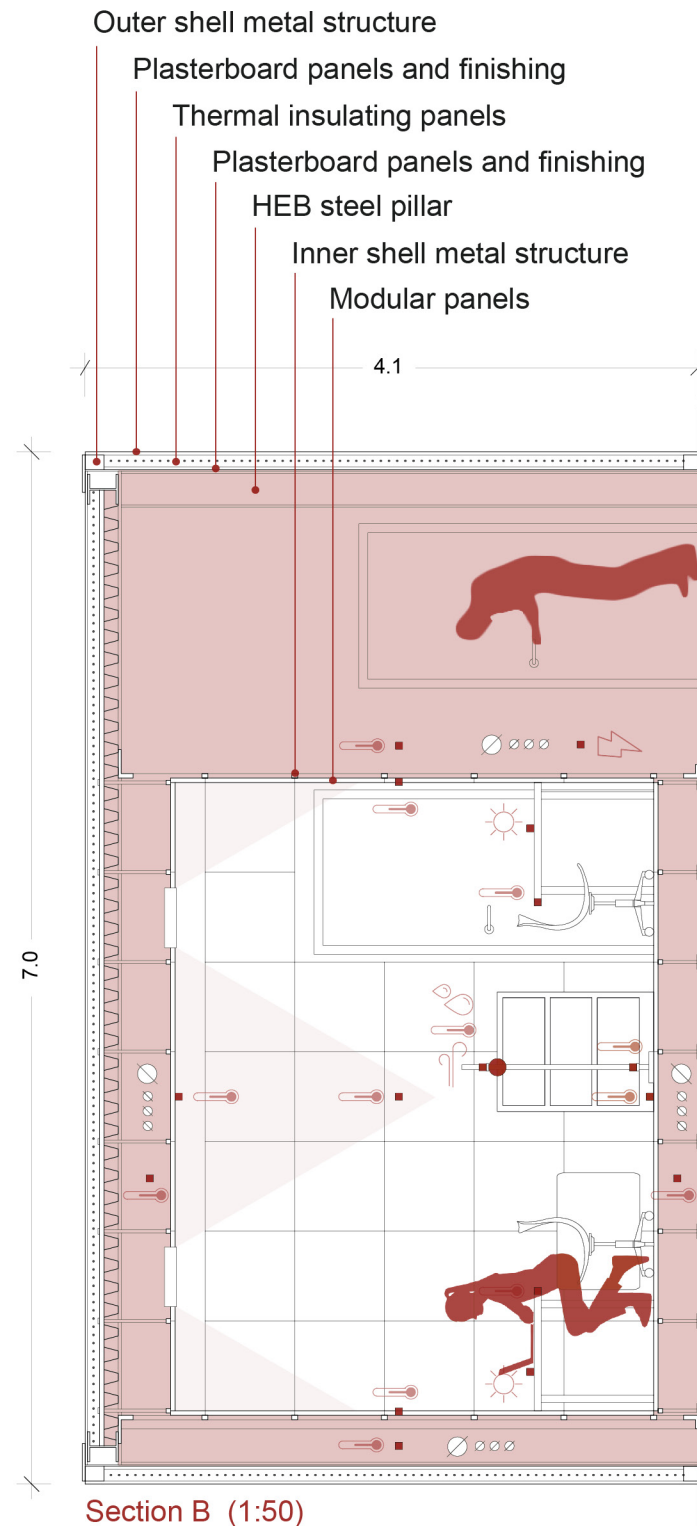 Outer shell metal structure
Plasterboard panels and finishing
Thermal insulating panels
Plasterboard panels and finishing
HEB steel pillar
Inner shell metal structure
Modular panels
4.1
7.0
Section B (1:50)